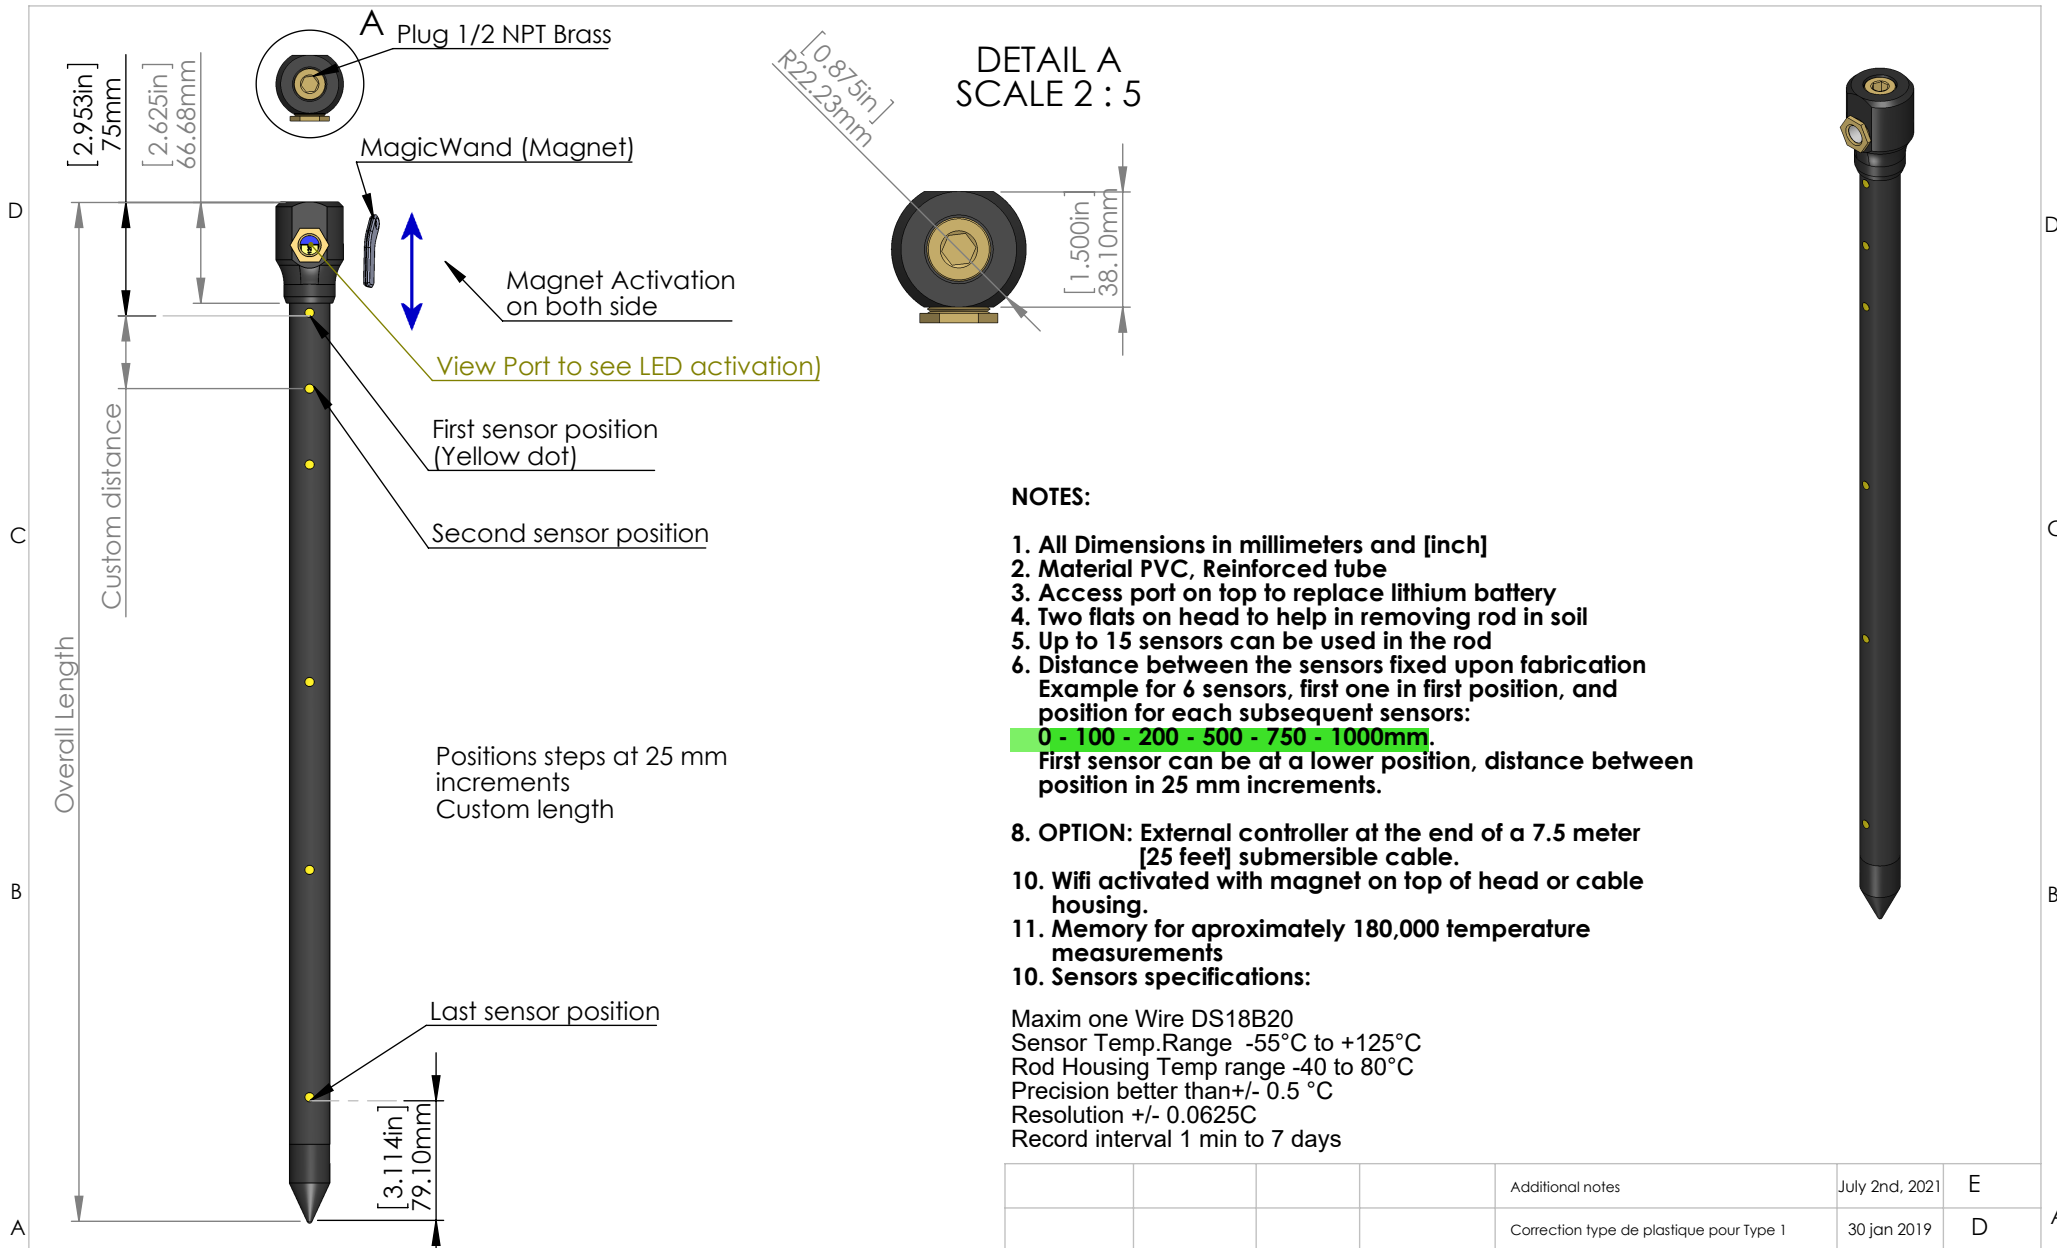 A
Plug 1/2 NPT Brass
[2.953in]
75mm
[2.625in]
66.68mm
MagicWand (Magnet)
Magnet Activation
on both side
View Port to see LED activation)
First sensor position
(Yellow dot)
Second sensor position
Custom distance
Overall Length
Positions steps at 25 mm
increments
Custom length
Last sensor position
[3.114in]
79.10mm
DETAIL A
SCALE 2 : 5
[0.875in]
R22.23mm
[1.500in]
38.10mm
NOTES:
1. All Dimensions in millimeters and [inch]
2. Material PVC, Reinforced tube
3. Access port on top to replace lithium battery
4. Two flats on head to help in removing rod in soil
5. Up to 15 sensors can be used in the rod
6. Distance between the sensors fixed upon fabrication
Example for 6 sensors, first one in first position, and
position for each subsequent sensors:
0 - 100 - 200 - 500 - 750 - 1000mm.
First sensor can be at a lower position, distance between
position in 25 mm increments.
8. OPTION: External controller at the end of a 7.5 meter
[25 feet] submersible cable.
10. Wifi activated with magnet on top of head or cable
housing.
11. Memory for aproximately 180,000 temperature
measurements
10. Sensors specifications:
Maxim one Wire DS18B20
Sensor Temp.Range -55°C to +125°C
Rod Housing Temp range -40 to 80°C
Precision better than+/- 0.5 °C
Resolution +/- 0.0625C
Record interval 1 min to 7 days
Additional notes July 2nd, 2021 E
Correction type de plastique pour Type 1 30 jan 2019 D
D
C
B
A
D
C
B
A